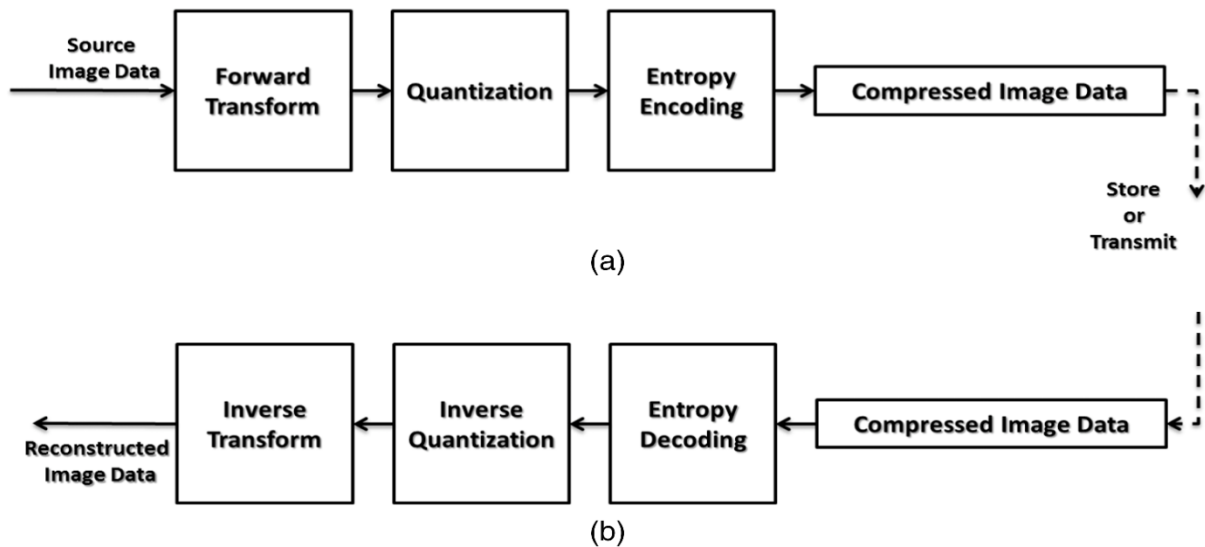 Source
Image Data
Forward
Transform
Quantization
Entropy
Encoding
Compressed Image Data
Store
or
Transmit
(a)
Inverse
Transform
Inverse
Quantization
Entropy
Decoding
Compressed Image Data
Reconstructed
Image Data
(b)